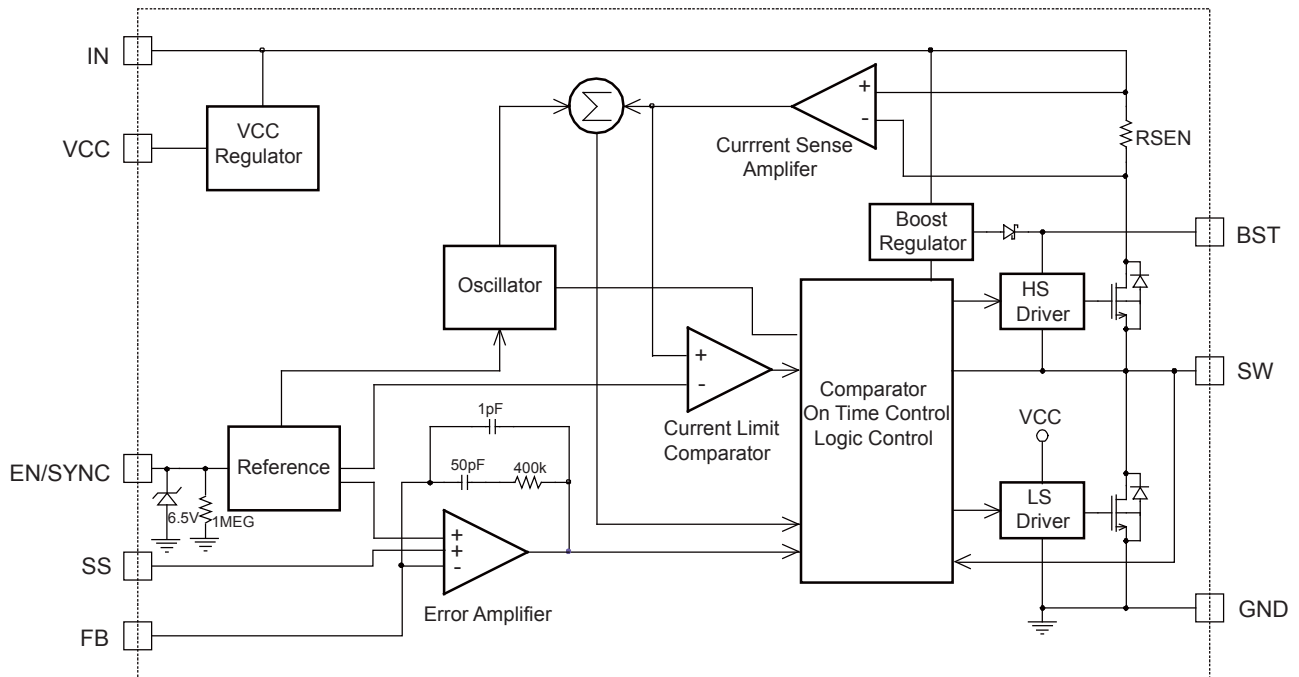 IN
VCC
VCC
Regulator
Σ
+
-
Currrent Sense
Amplifer
RSEN
Boost
Regulator
BST
Oscillator
HS
Driver
+
-
Current Limit
Comparator
Comparator
On Time Control
Logic Control
SW
VCC
1pF
50pF
400k
EN/SYNC
Reference
6.5V
1MEG
LS
Driver
SS
+
+
-
Error Amplifier
FB
GND